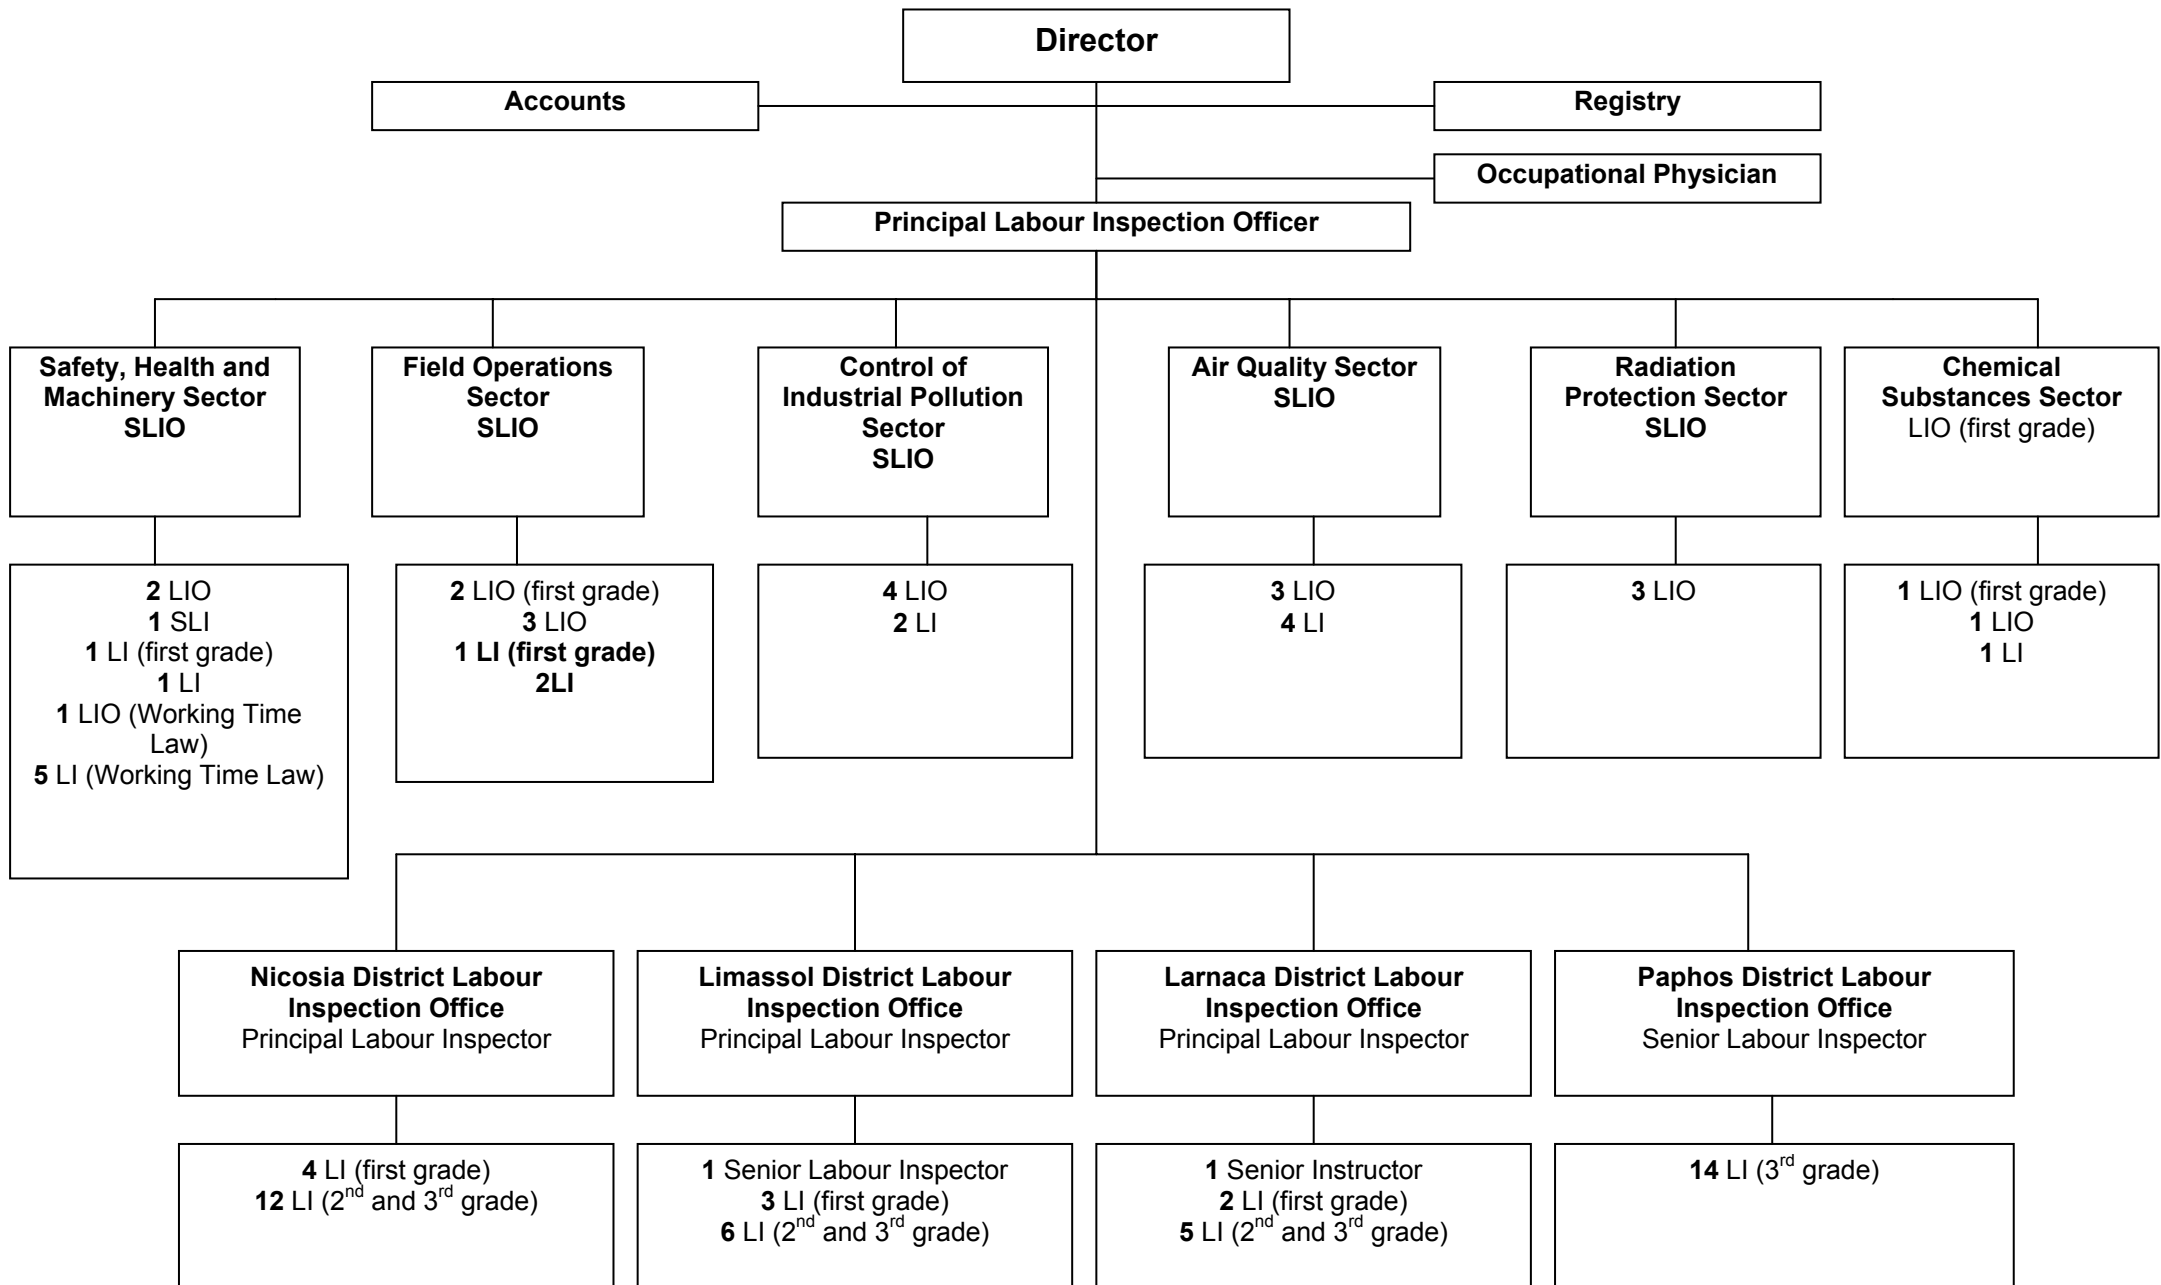 Director
Accounts
Registry
Occupational Physician
Principal Labour Inspection Officer
Safety, Health and
Machinery Sector
SLIO
Field Operations
Sector
SLIO
Control of
Industrial Pollution
Sector
SLIO
Air Quality Sector
SLIO
Radiation
Protection Sector
SLIO
Chemical
Substances Sector
LIO (first grade)
2 LIO
1 SLI
1 LI (first grade)
1 LI
1 LIO (Working Time
Law)
5 LI (Working Time Law)
2 LIO (first grade)
3 LIO
1 LI (first grade)
2LI
4 LIO
2 LI
3 LIO
4 LI
3 LIO
1 LIO (first grade)
1 LIO
1 LI
Nicosia District Labour
Inspection Office
Principal Labour Inspector
Limassol District Labour
Inspection Office
Principal Labour Inspector
Larnaca District Labour
Inspection Office
Principal Labour Inspector
Paphos District Labour
Inspection Office
Senior Labour Inspector
4 LI (first grade)
12 LI (2nd and 3rd grade)
1 Senior Labour Inspector
3 LI (first grade)
6 LI (2nd and 3rd grade)
1 Senior Instructor
2 LI (first grade)
5 LI (2nd and 3rd grade)
14 LI (3rd grade)